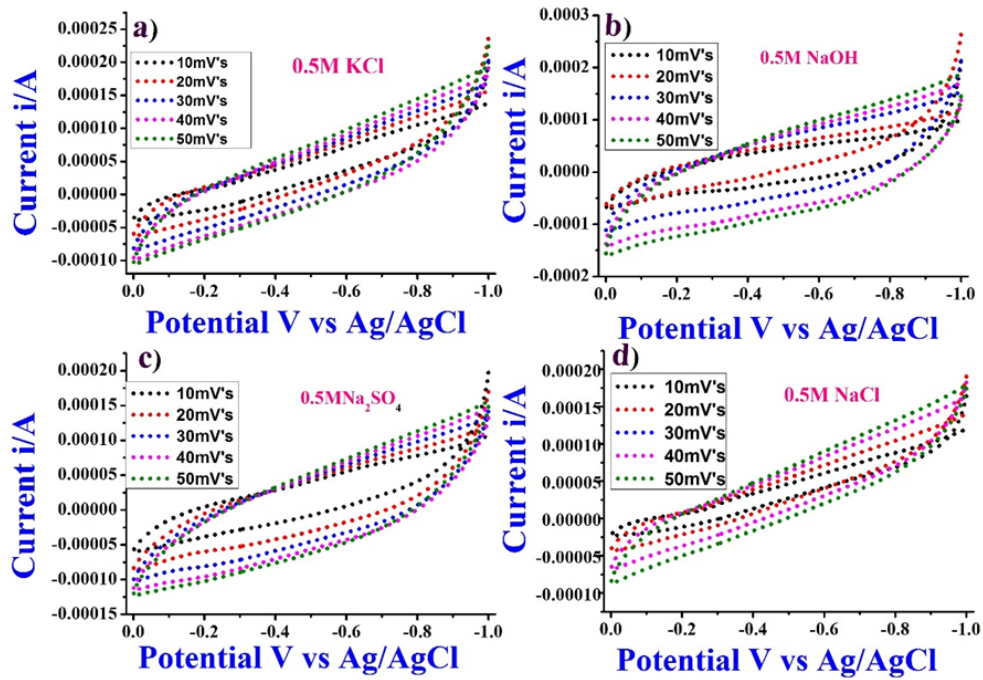 a)
0.5M KCl
10mV's
20mV's
30mV's
40mV's
50mV's
0.00025
0.00020
0.00015
0.00010
0.00005
0.00000
-0.00005
-0.00010
Current i/A
0.0 -0.2 -0.4 -0.6 -0.8 -1.0
Potential V vs Ag/AgCl
b)
0.5M NaOH
10mV's
20mV's
30mV's
40mV's
50mV's
0.0003
0.0002
0.0001
0.0000
-0.0001
-0.0002
Current i/A
0.0 -0.2 -0.4 -0.6 -0.8 -1.0
Potential V vs Ag/AgCl
c)
0.5MNa₂SO₄
10mV's
20mV's
30mV's
40mV's
50mV's
0.00020
0.00015
0.00010
0.00005
0.00000
-0.00005
-0.00010
-0.00015
Current i/A
0.0 -0.2 -0.4 -0.6 -0.8 -1.0
Potential V vs Ag/AgCl
d)
0.5M NaCl
10mV's
20mV's
30mV's
40mV's
50mV's
0.00020
0.00015
0.00010
0.00005
0.00000
-0.00005
-0.00010
Current i/A
0.0 -0.2 -0.4 -0.6 -0.8 -1.0
Potential V vs Ag/AgCl